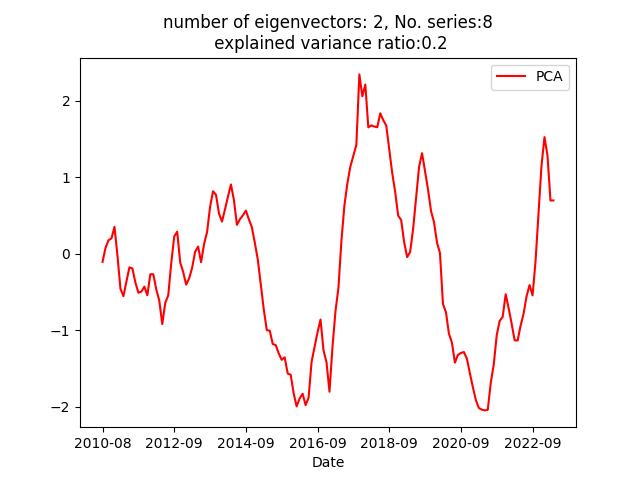 number of eigenvectors: 2, No. series:8
explained variance ratio:0.2
PCA
2
1
0
−1
−2
2010-08 2012-09 2014-09 2016-09 2018-09 2020-09 2022-09
Date